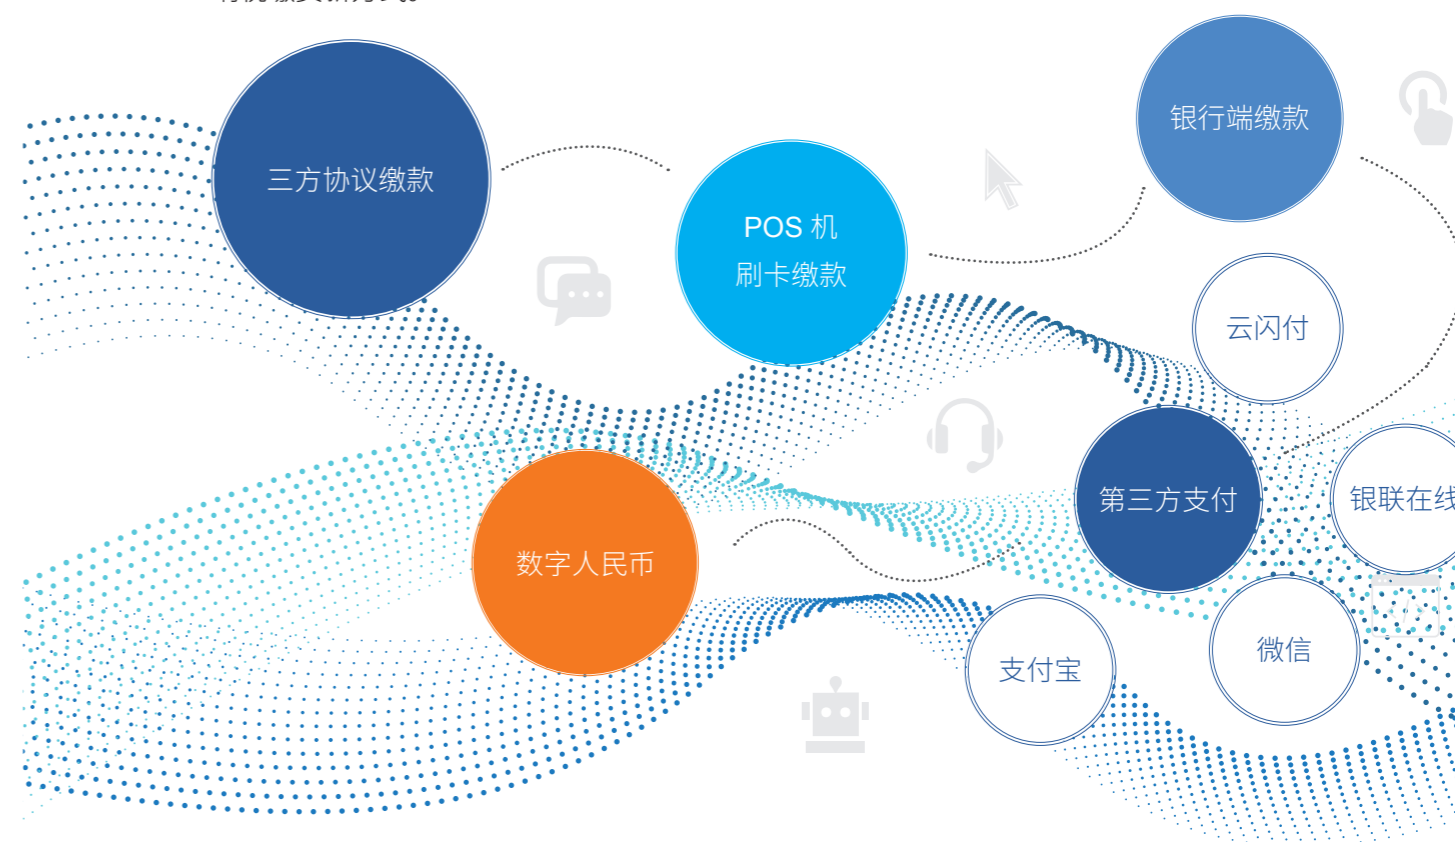 三方协议缴款
POS 机
刷卡缴款
银行端缴款
云闪付
第三方支付
银联在线
数字人民币
支付宝
微信